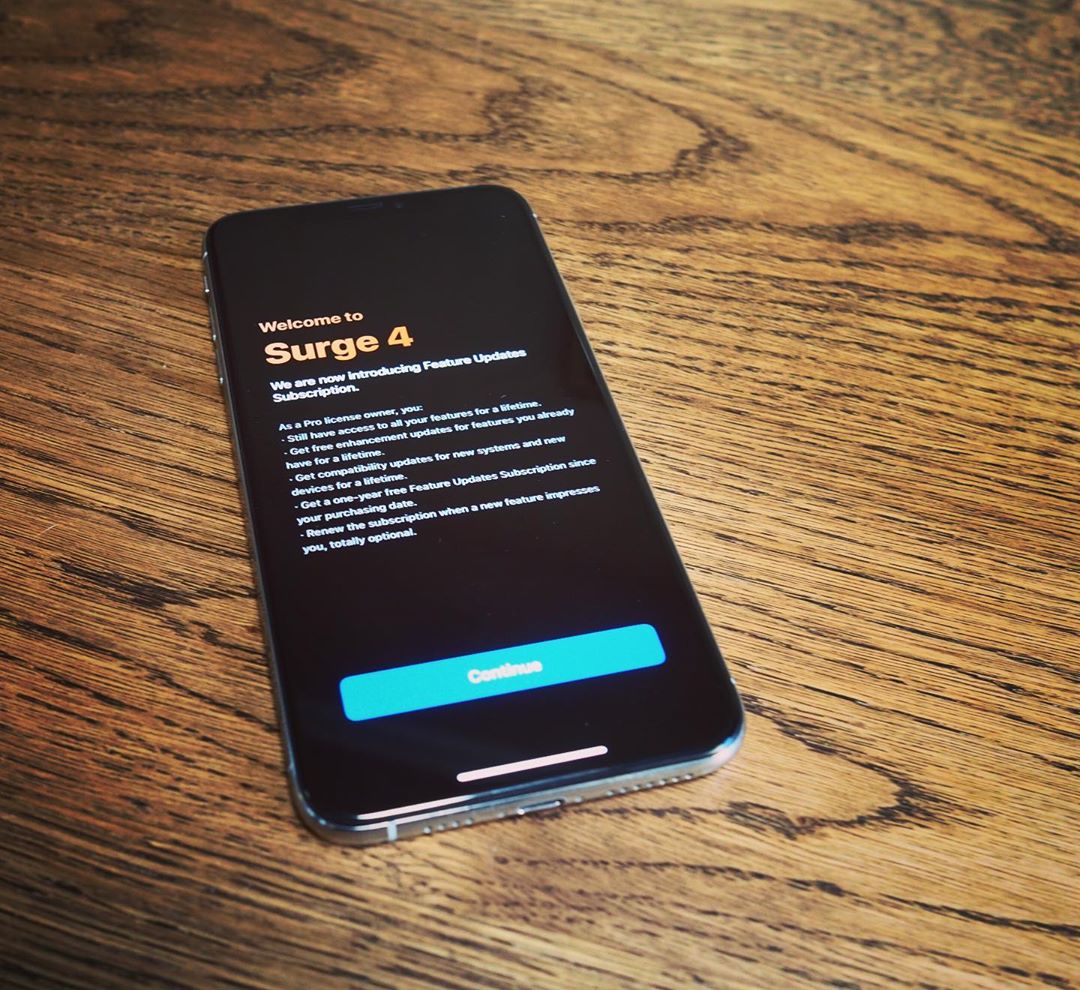 Welcome to
Surge 4
We are now introducing Feature Updates
Subscription.
As a Pro license owner, you:
- Still have access to all your features for a lifetime.
- Get free enhancement updates for features you already
have for a lifetime.
- Get compatibility updates for new systems and new
devices for a lifetime.
- Get a one-year free Feature Updates Subscription since
your purchasing date.
- Renew the subscription when a new feature impresses
you, totally optional.
Continue